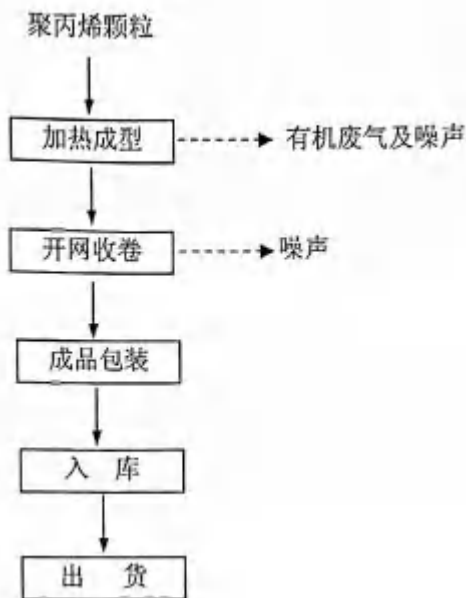 聚丙烯颗粒
加热成型
有机废气及噪声
开网收卷
噪声
成品包装
入 库
出 货